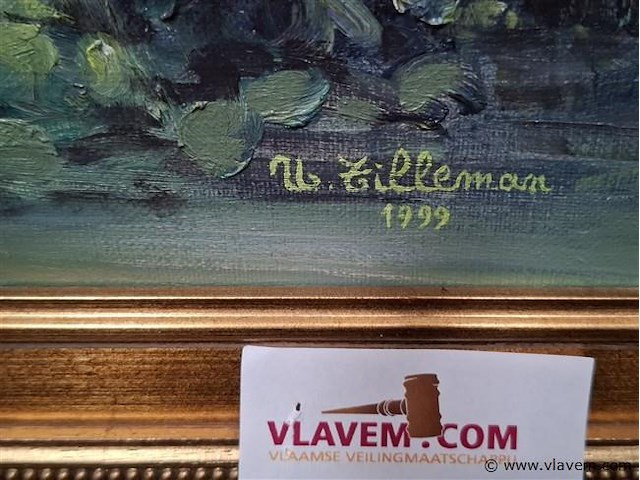 U. Tilleman
1999
VLAVEM.COM
VLAAMSE VEILINGMAATSCHAPPIJ
© www.vlavem.com